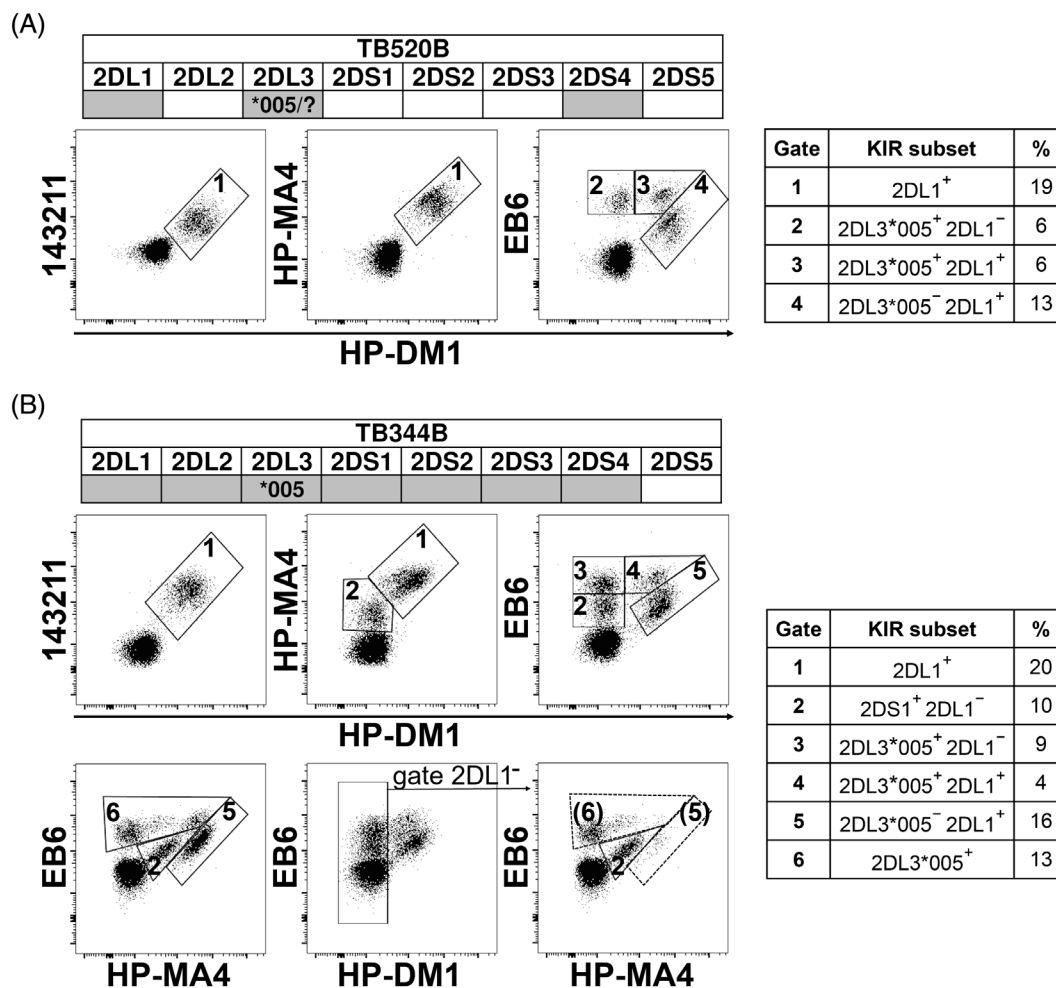 (A)
TB520B
2DL1 2DL2 2DL3 2DS1 2DS2 2DS3 2DS4 2DS5
*005/?
143211
1
HP-MA4
1
EB6
2 3 4
HP-DM1
Gate KIR subset %
1 2DL1⁺ 19
2 2DL3*005⁺ 2DL1⁻ 6
3 2DL3*005⁺ 2DL1⁺ 6
4 2DL3*005⁻ 2DL1⁺ 13
(B)
TB344B
2DL1 2DL2 2DL3 2DS1 2DS2 2DS3 2DS4 2DS5
*005
143211
1
HP-MA4
1
2
EB6
3 4 5
2
HP-DM1
EB6
6 5
2
HP-MA4
EB6
gate 2DL1⁻
HP-DM1
EB6
(6) (5)
2
HP-MA4
Gate KIR subset %
1 2DL1⁺ 20
2 2DS1⁺ 2DL1⁻ 10
3 2DL3*005⁺ 2DL1⁻ 9
4 2DL3*005⁺ 2DL1⁺ 4
5 2DL3*005⁻ 2DL1⁺ 16
6 2DL3*005⁺ 13